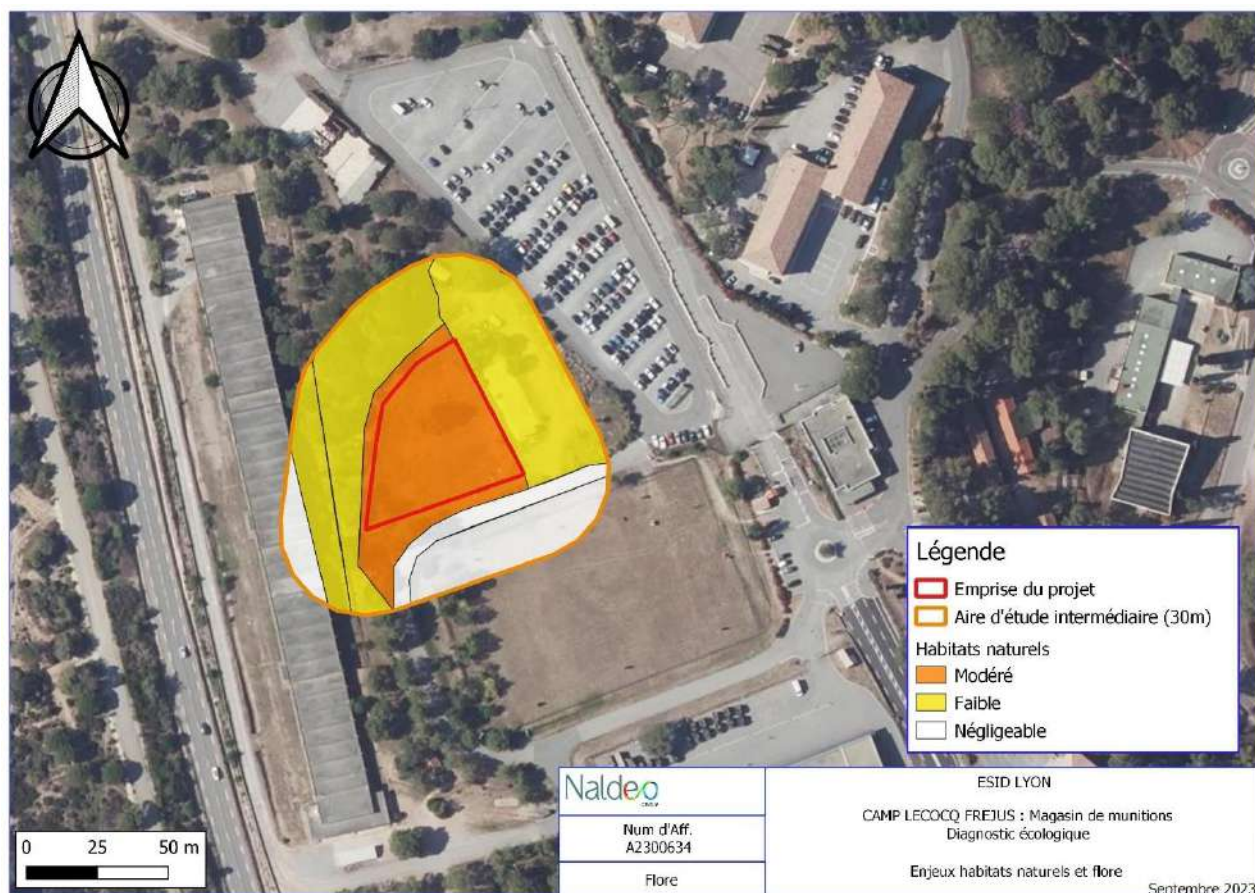 Légende
Emprise du projet
Aire d'étude intermédiaire (30m)
Habitats naturels
Modéré
Faible
Négligeable
0 25 50 m
Naldeo
Num d'Aff.
A2300634
Flore
ESID LYON
CAMP LECOCQ FREJUS : Magasin de munitions
Diagnostic écologique
Enjeux habitats naturels et flore
Septembre 2023